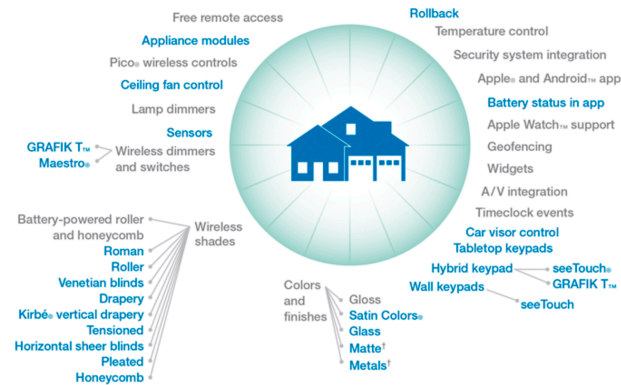 Free remote access
Appliance modules
Pico® wireless controls
Ceiling fan control
Lamp dimmers
Sensors
GRAFIK T™
Maestro®
Wireless dimmers
and switches
Battery-powered roller
and honeycomb
Roman
Roller
Venetian blinds
Drapery
Kirbé® vertical drapery
Tensioned
Horizontal sheer blinds
Pleated
Honeycomb
Wireless
shades
Colors
and
finishes
Gloss
Satin Colors®
Glass
Matte†
Metals†
Rollback
Temperature control
Security system integration
Apple® and Android™ app
Battery status in app
Apple Watch™ support
Geofencing
Widgets
A/V integration
Timeclock events
Car visor control
Tabletop keypads
Hybrid keypad
seeTouch®
GRAFIK T™
Wall keypads
seeTouch